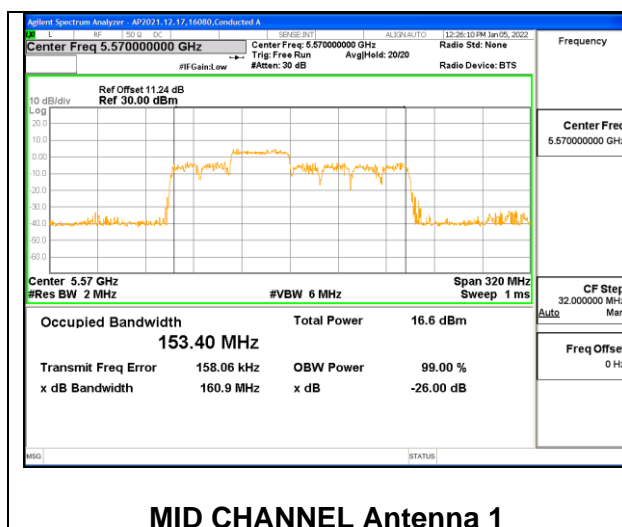 Agilent Spectrum Analyzer - AP2021.12.17,16080,Conducted A
L RF 50 Ω DC SENSE:INT ALIGN AUTO 12:26:10 PM Jan 05, 2022
Center Freq 5.570000000 GHz
Center Freq: 5.570000000 GHz Radio Std: None
Trig: Free Run Avg|Hold: 20/20
#IFGain:Low #Atten: 30 dB Radio Device: BTS
Frequency
Ref Offset 11.24 dB
10 dB/div Ref 30.00 dBm
Log
20.0
10.0
0.00
-10.0
-20.0
-30.0
-40.0
-50.0
-60.0
Center 5.57 GHz Span 320 MHz
#Res BW 2 MHz #VBW 6 MHz Sweep 1 ms
Occupied Bandwidth Total Power 16.6 dBm
153.40 MHz
Transmit Freq Error 158.06 kHz OBW Power 99.00 %
x dB Bandwidth 160.9 MHz x dB -26.00 dB
Center Freq
5.570000000 GHz
CF Step
32.000000 MHz
Auto Man
Freq Offset
0 Hz
MSG STATUS
MID CHANNEL Antenna 1